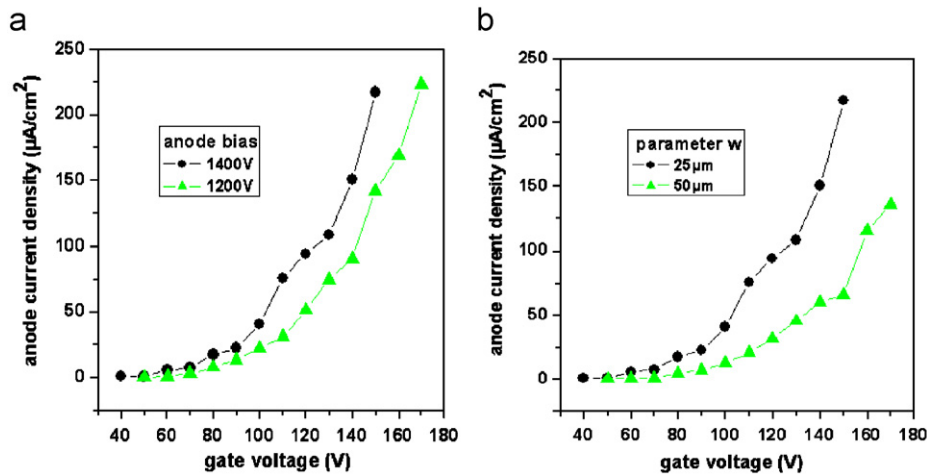 a
250
200
150
100
50
0
anode current density (µA/cm²)
anode bias
1400V
1200V
40 60 80 100 120 140 160 180
gate voltage (V)
b
250
200
150
100
50
0
anode current density (µA/cm²)
parameter w
25µm
50µm
40 60 80 100 120 140 160 180
gate voltage (V)